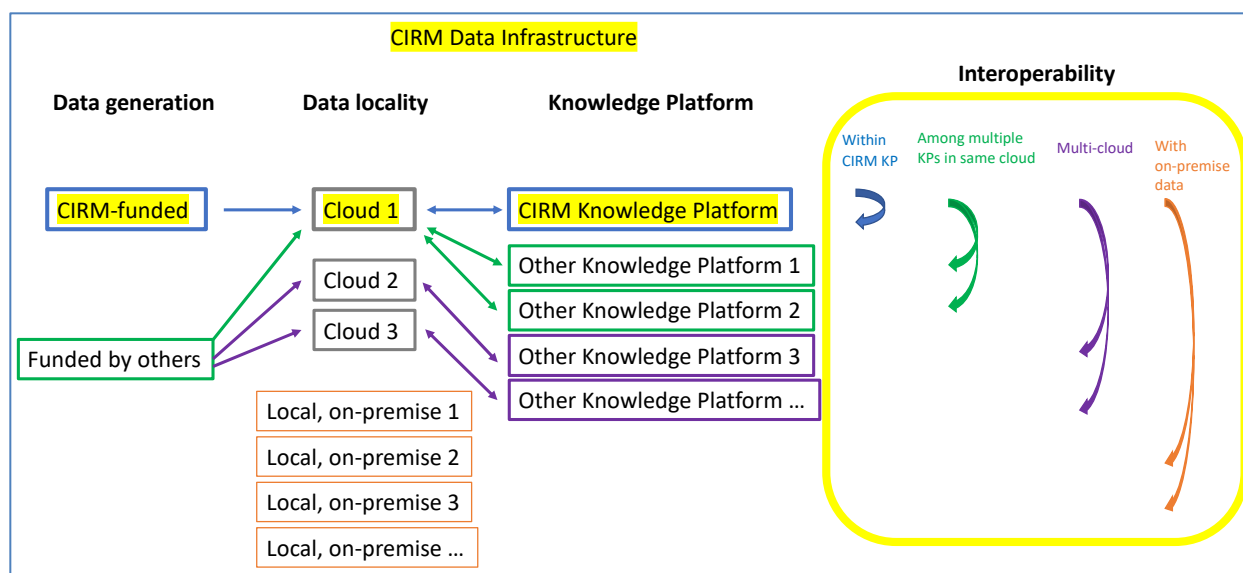 CIRM Data Infrastructure
Data generation
Data locality
Knowledge Platform
Interoperability
Within
CIRM KP
Among multiple
KPs in same cloud
Multi-cloud
With
on-premise
data
CIRM-funded
Cloud 1
CIRM Knowledge Platform
Other Knowledge Platform 1
Cloud 2
Other Knowledge Platform 2
Cloud 3
Funded by others
Other Knowledge Platform 3
Other Knowledge Platform …
Local, on-premise 1
Local, on-premise 2
Local, on-premise 3
Local, on-premise …